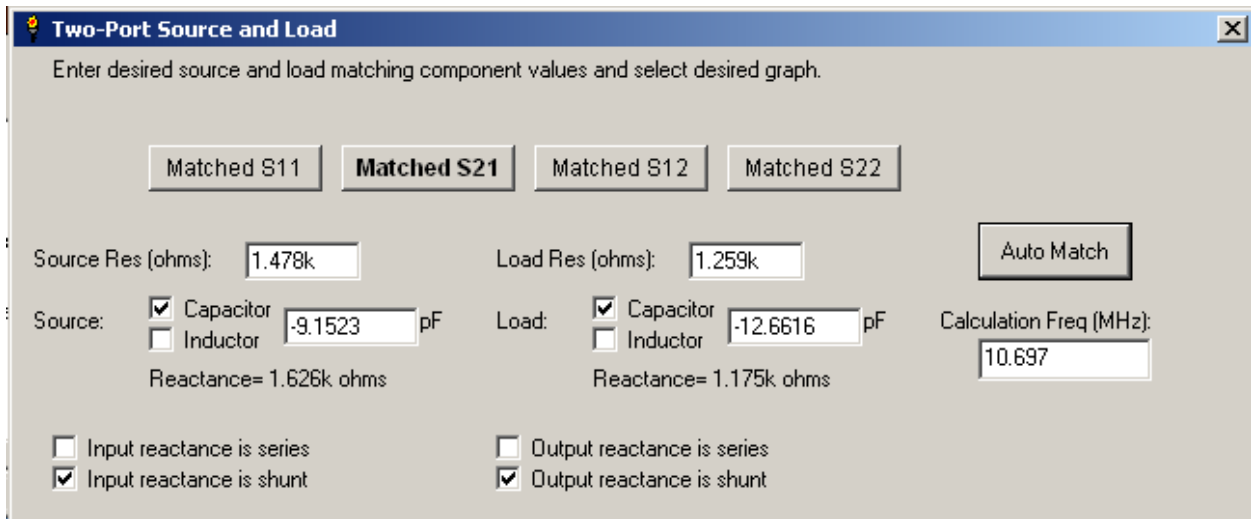 Two-Port Source and Load
Enter desired source and load matching component values and select desired graph.
Matched S11 Matched S21 Matched S12 Matched S22
Source Res (ohms): 1.478k Load Res (ohms): 1.259k Auto Match
Source: Capacitor -9.1523 pF Load: Capacitor -12.6616 pF Calculation Freq (MHz):
Inductor Inductor 10.697
Reactance= 1.626k ohms Reactance= 1.175k ohms
Input reactance is series Output reactance is series
Input reactance is shunt Output reactance is shunt